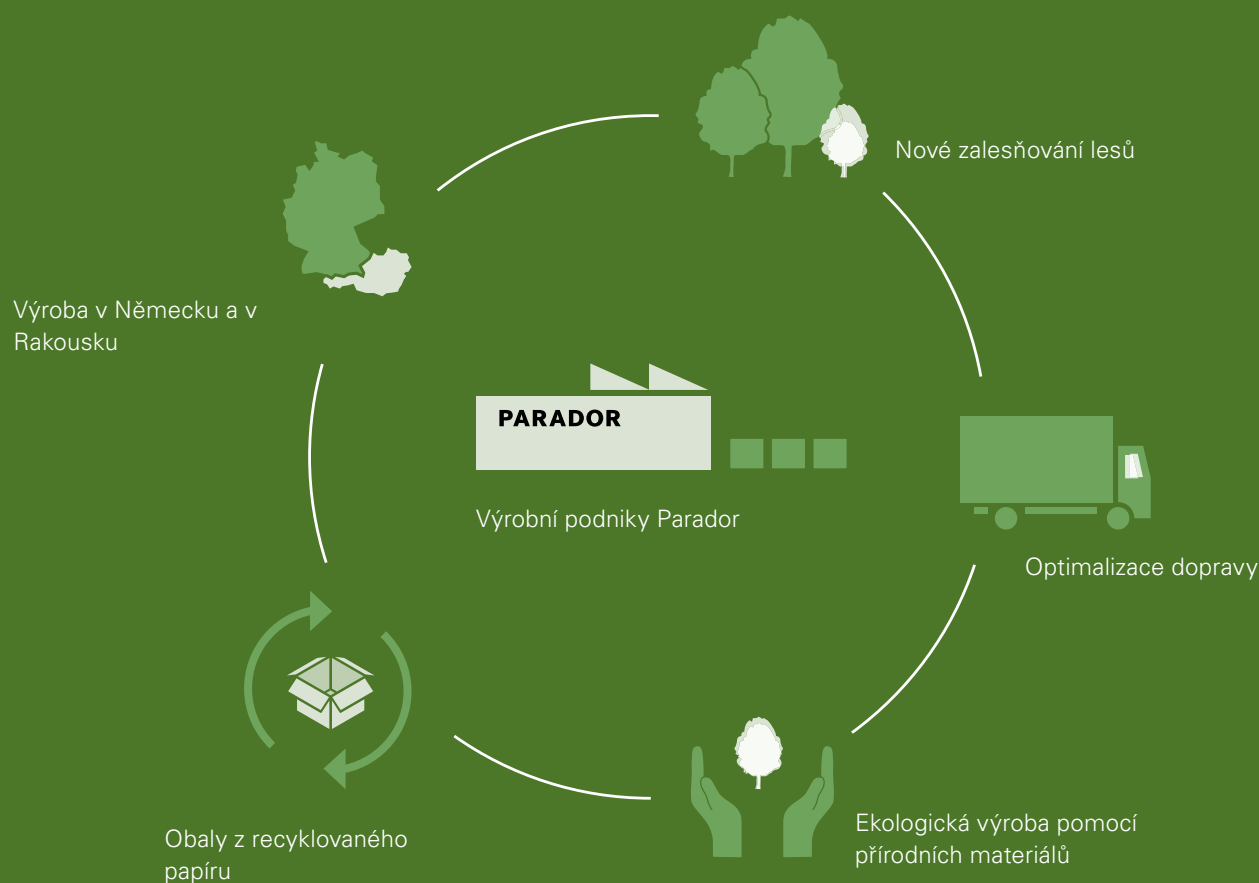 Nové zalesňování lesů
Výroba v Německu a v
Rakousku
PARADOR
Výrobní podniky Parador
Optimalizace dopravy
Ekologická výroba pomocí
přírodních materiálů
Obaly z recyklovaného
papíru